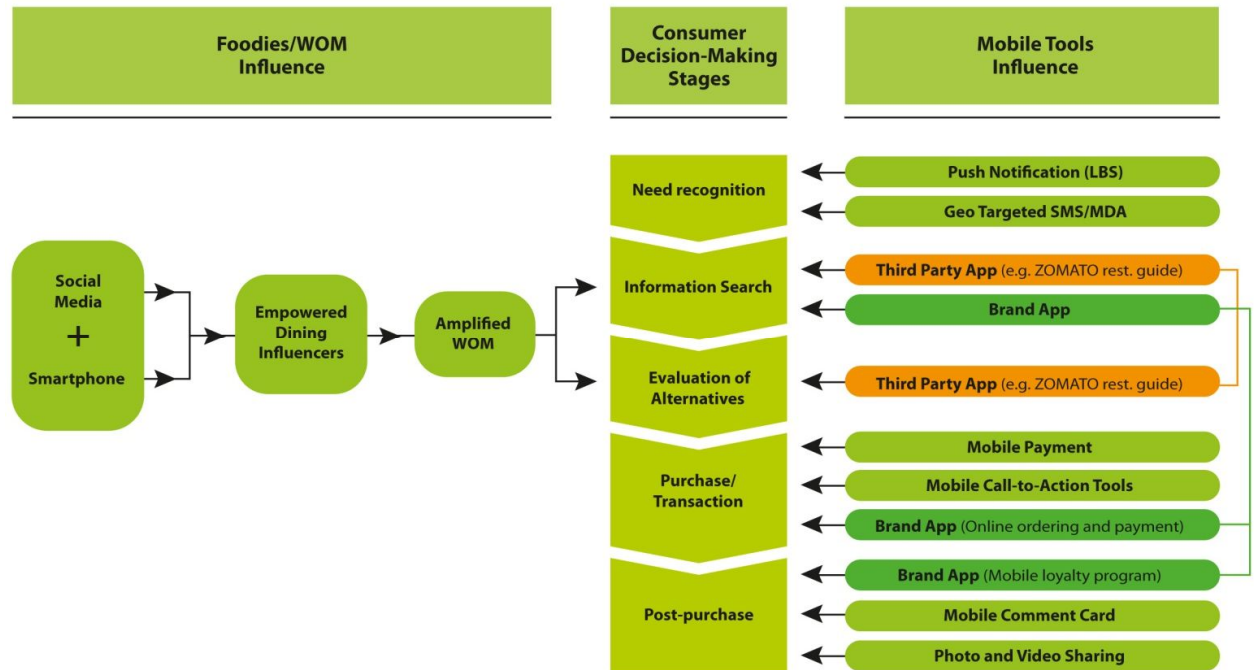 Foodies/WOM
Influence
Consumer
Decision-Making
Stages
Mobile Tools
Influence
Social
Media
+
Smartphone
Empowered
Dining
Influencers
Amplified
WOM
Need recognition
Information Search
Evaluation of
Alternatives
Purchase/
Transaction
Post-purchase
Push Notification (LBS)
Geo Targeted SMS/MDA
Third Party App (e.g. ZOMATO rest. guide)
Brand App
Third Party App (e.g. ZOMATO rest. guide)
Mobile Payment
Mobile Call-to-Action Tools
Brand App (Online ordering and payment)
Brand App (Mobile loyalty program)
Mobile Comment Card
Photo and Video Sharing